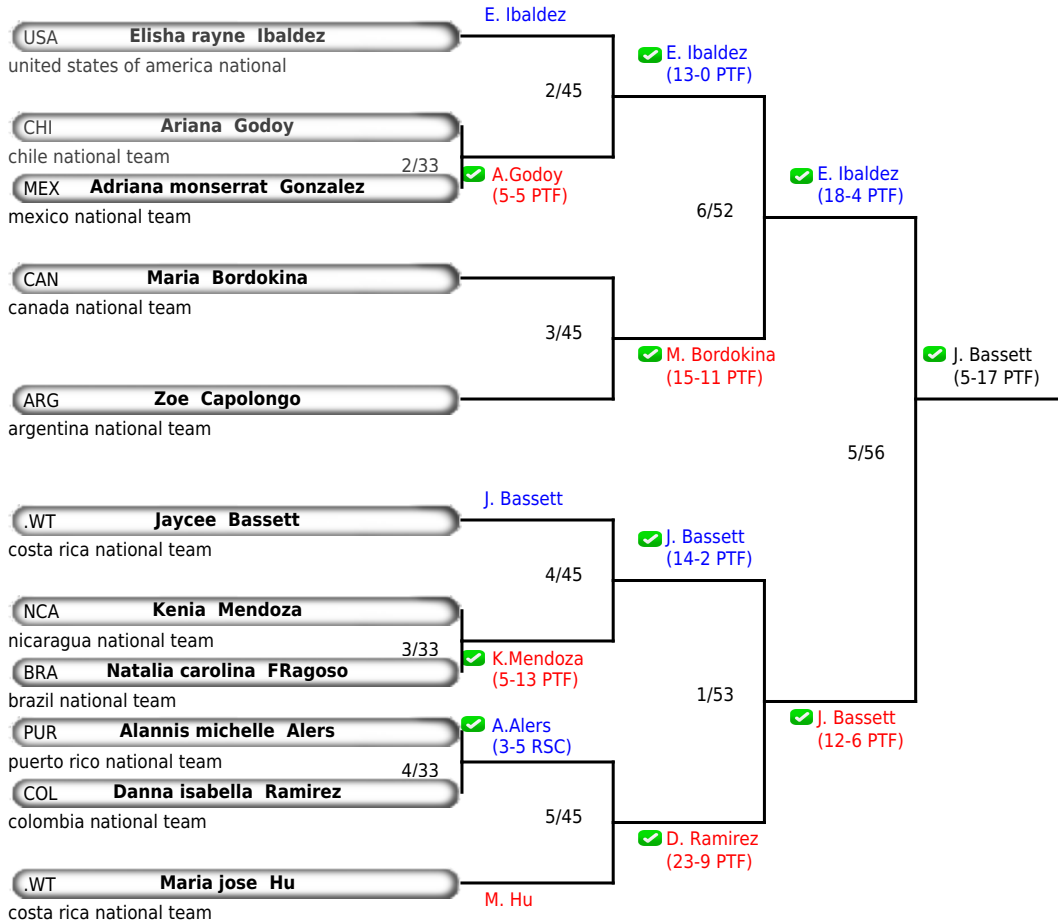 E. Ibaldez
USA Elisha rayne Ibaldez
united states of america national
E. Ibaldez
(13-0 PTF)
2/45
CHI Ariana Godoy
chile national team
2/33
A.Godoy
(5-5 PTF)
MEX Adriana monserrat Gonzalez
mexico national team
E. Ibaldez
(18-4 PTF)
6/52
CAN Maria Bordokina
canada national team
3/45
M. Bordokina
(15-11 PTF)
J. Bassett
(5-17 PTF)
ARG Zoe Capolongo
argentina national team
5/56
J. Bassett
.WT Jaycee Bassett
costa rica national team
J. Bassett
(14-2 PTF)
4/45
NCA Kenia Mendoza
nicaragua national team
3/33
K.Mendoza
(5-13 PTF)
BRA Natalia carolina FRagoso
brazil national team
1/53
J. Bassett
(12-6 PTF)
PUR Alannis michelle Alers
puerto rico national team
A.Alers
(3-5 RSC)
4/33
COL Danna isabella Ramirez
colombia national team
5/45
D. Ramirez
(23-9 PTF)
.WT Maria jose Hu
costa rica national team
M. Hu